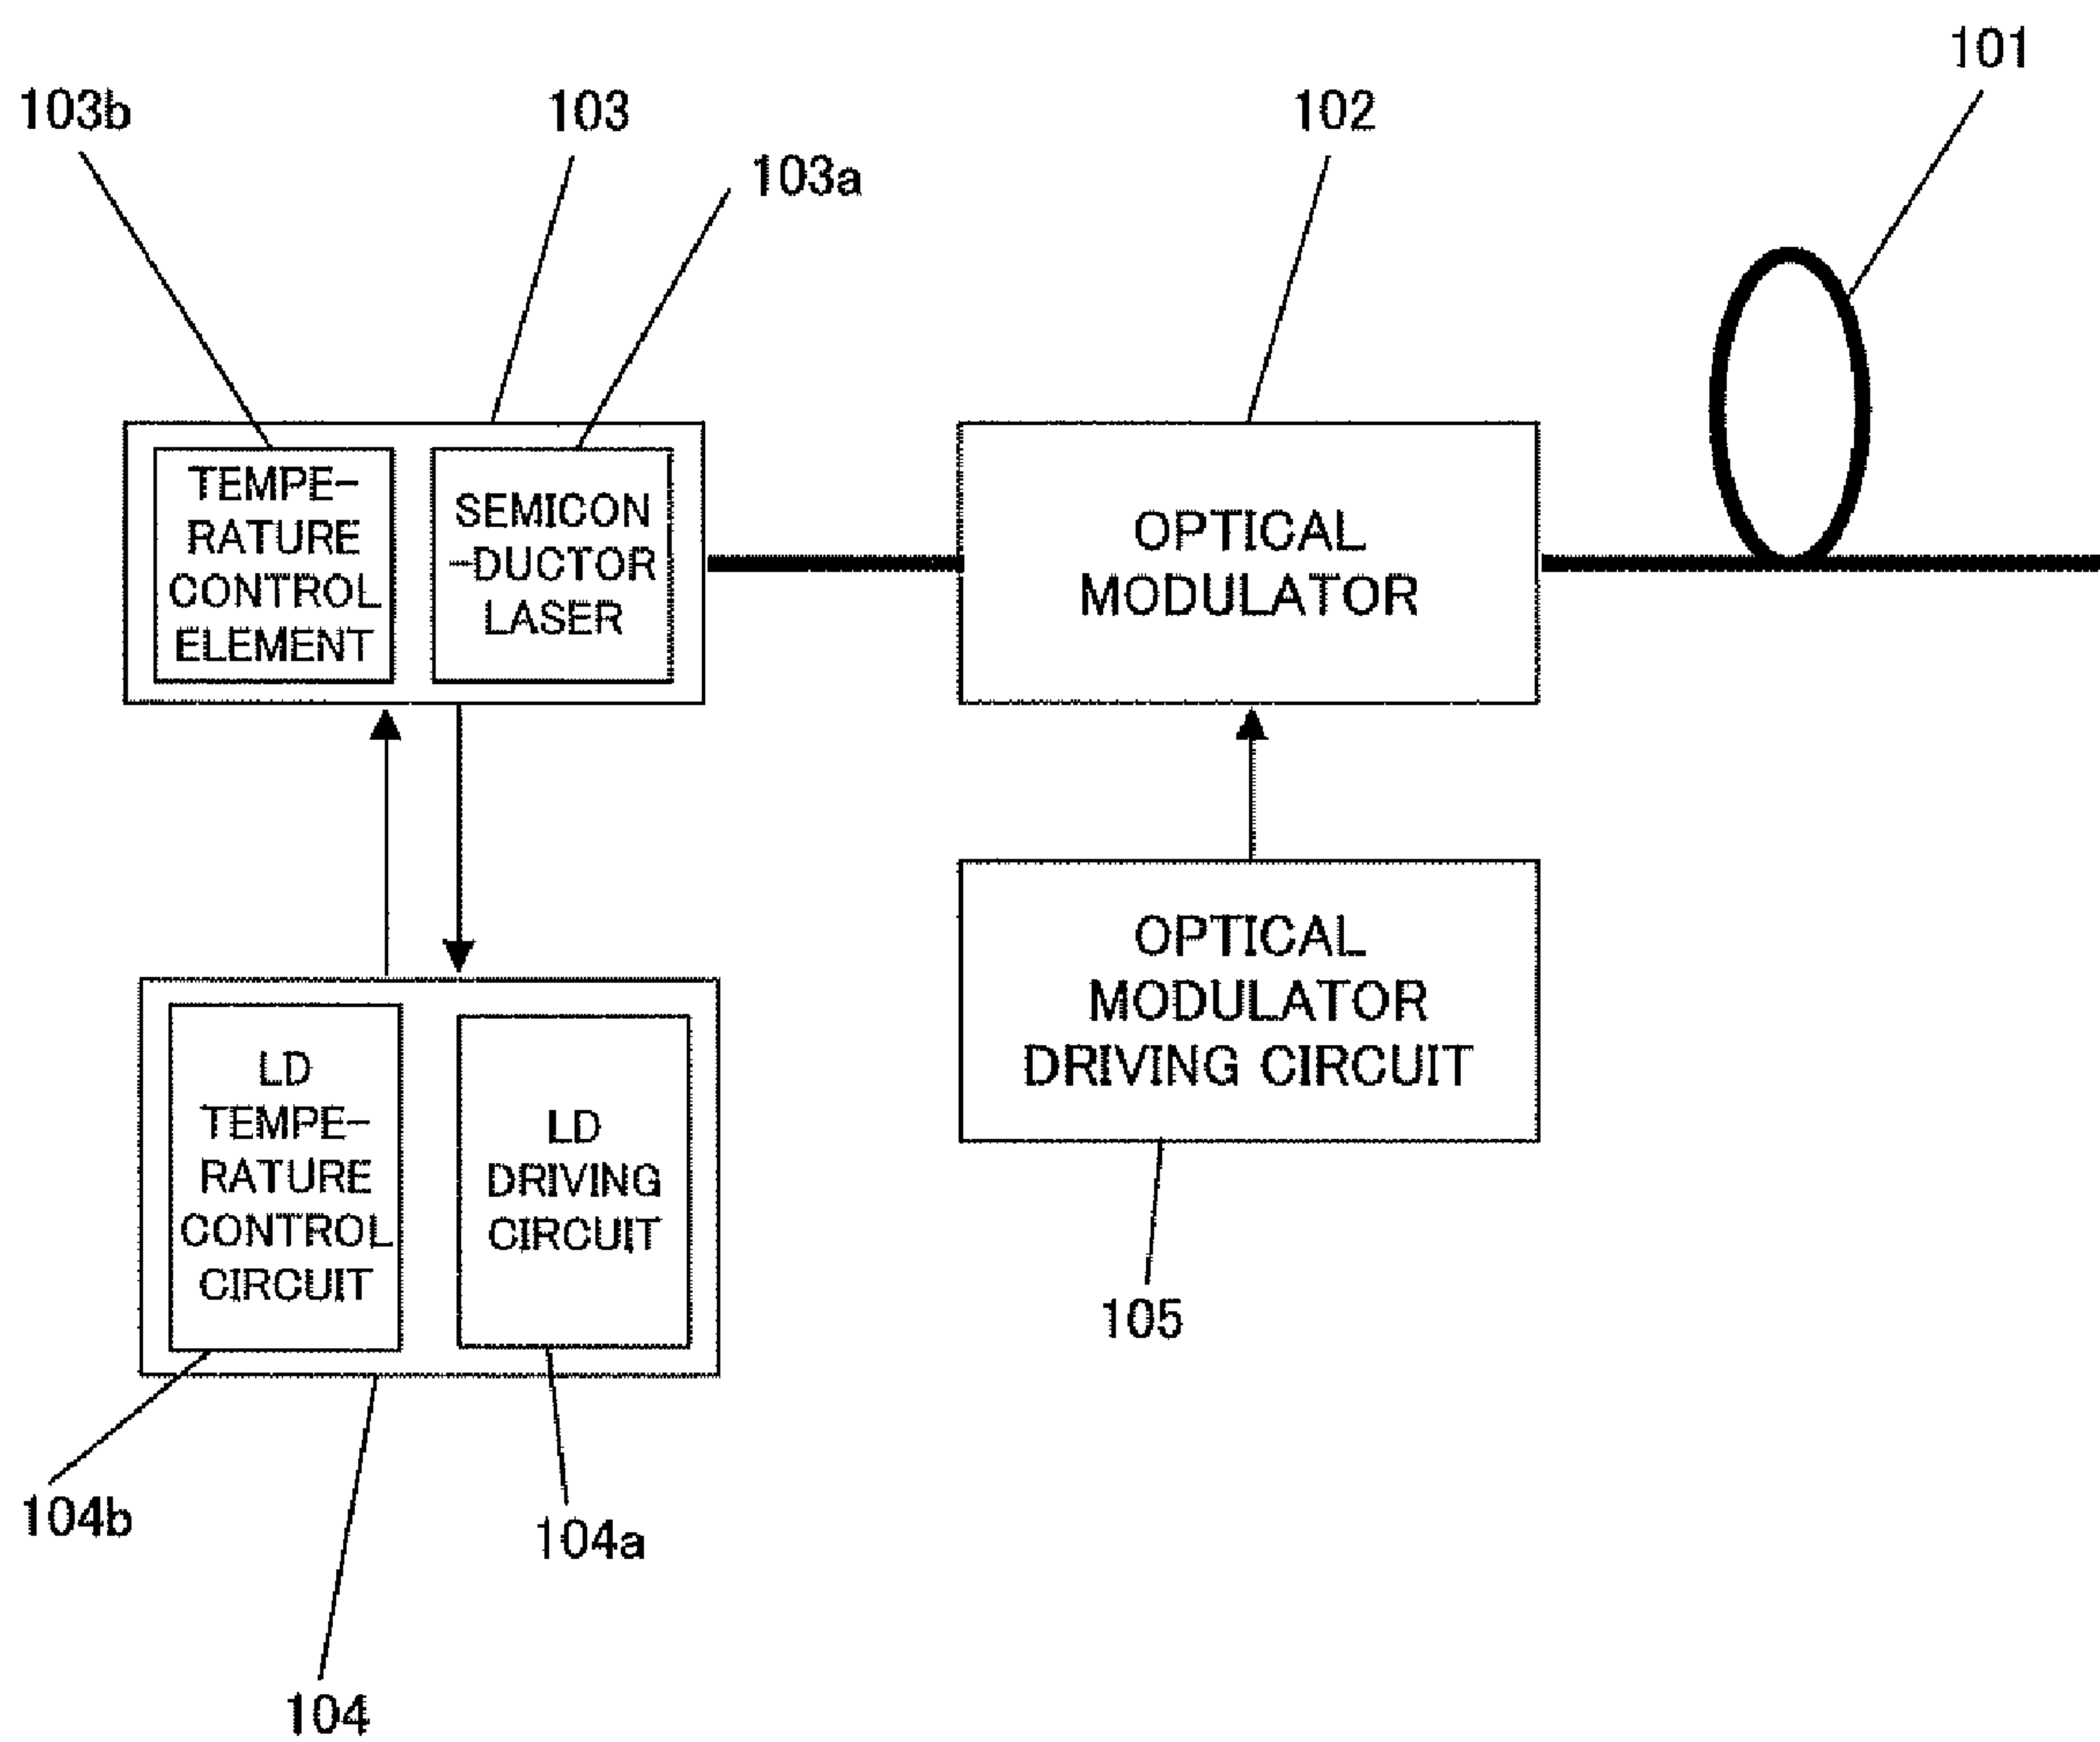 101
103b
103
102
103a
TEMPE-
RATURE
CONTROL
ELEMENT
SEMICON
-DUCTOR
LASER
OPTICAL
MODULATOR
OPTICAL
MODULATOR
DRIVING CIRCUIT
LD
TEMPE-
RATURE
CONTROL
CIRCUIT
LD
DRIVING
CIRCUIT
105
104b
104a
104